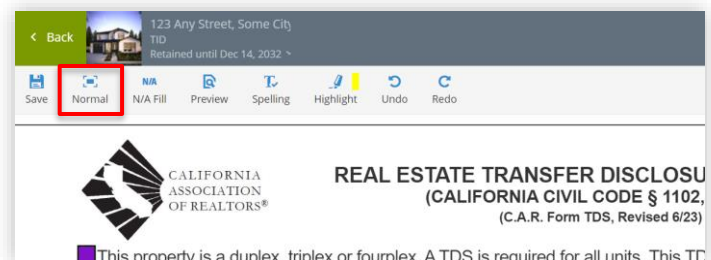 < Back
123 Any Street, Some City
TID
Retained until Dec 14, 2032
Save Normal N/A N/A Fill Preview Spelling Highlight Undo Redo
CALIFORNIA
ASSOCIATION
OF REALTORS®
REAL ESTATE TRANSFER DISCLOSU
(CALIFORNIA CIVIL CODE § 1102,
(C.A.R. Form TDS, Revised 6/23)
This property is a duplex, triplex or fourplex. A TDS is required for all units. This TD